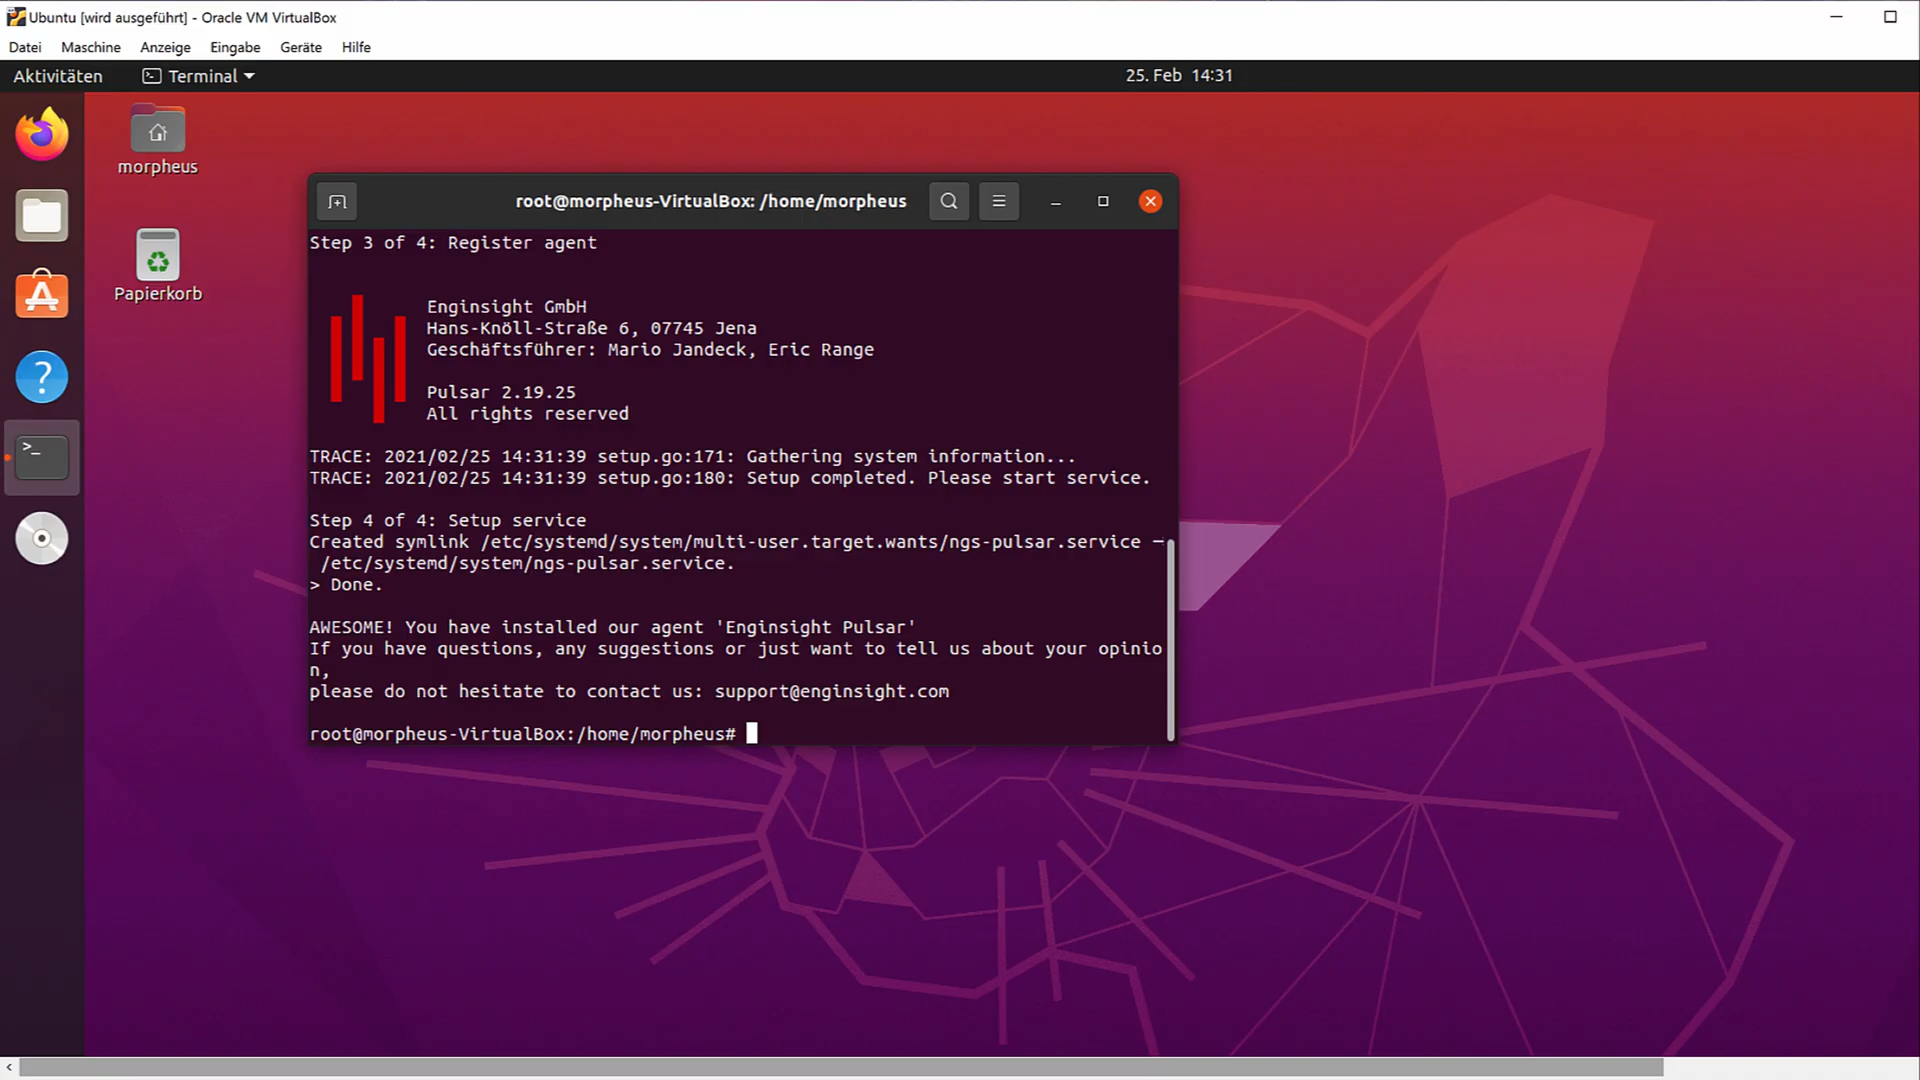 Ubuntu [wird ausgeführt] - Oracle VM VirtualBox
Datei Maschine Anzeige Eingabe Geräte Hilfe
Aktivitäten Terminal 25. Feb 14:31
morpheus
Papierkorb
root@morpheus-VirtualBox: /home/morpheus
Step 3 of 4: Register agent
Enginsight GmbH
Hans-Knöll-Straße 6, 07745 Jena
Geschäftsführer: Mario Jandeck, Eric Range
Pulsar 2.19.25
All rights reserved
TRACE: 2021/02/25 14:31:39 setup.go:171: Gathering system information...
TRACE: 2021/02/25 14:31:39 setup.go:180: Setup completed. Please start service.
Step 4 of 4: Setup service
Created symlink /etc/systemd/system/multi-user.target.wants/ngs-pulsar.service —
/etc/systemd/system/ngs-pulsar.service.
> Done.
AWESOME! You have installed our agent 'Enginsight Pulsar'
If you have questions, any suggestions or just want to tell us about your opinio
n,
please do not hesitate to contact us: support@enginsight.com
root@morpheus-VirtualBox:/home/morpheus#